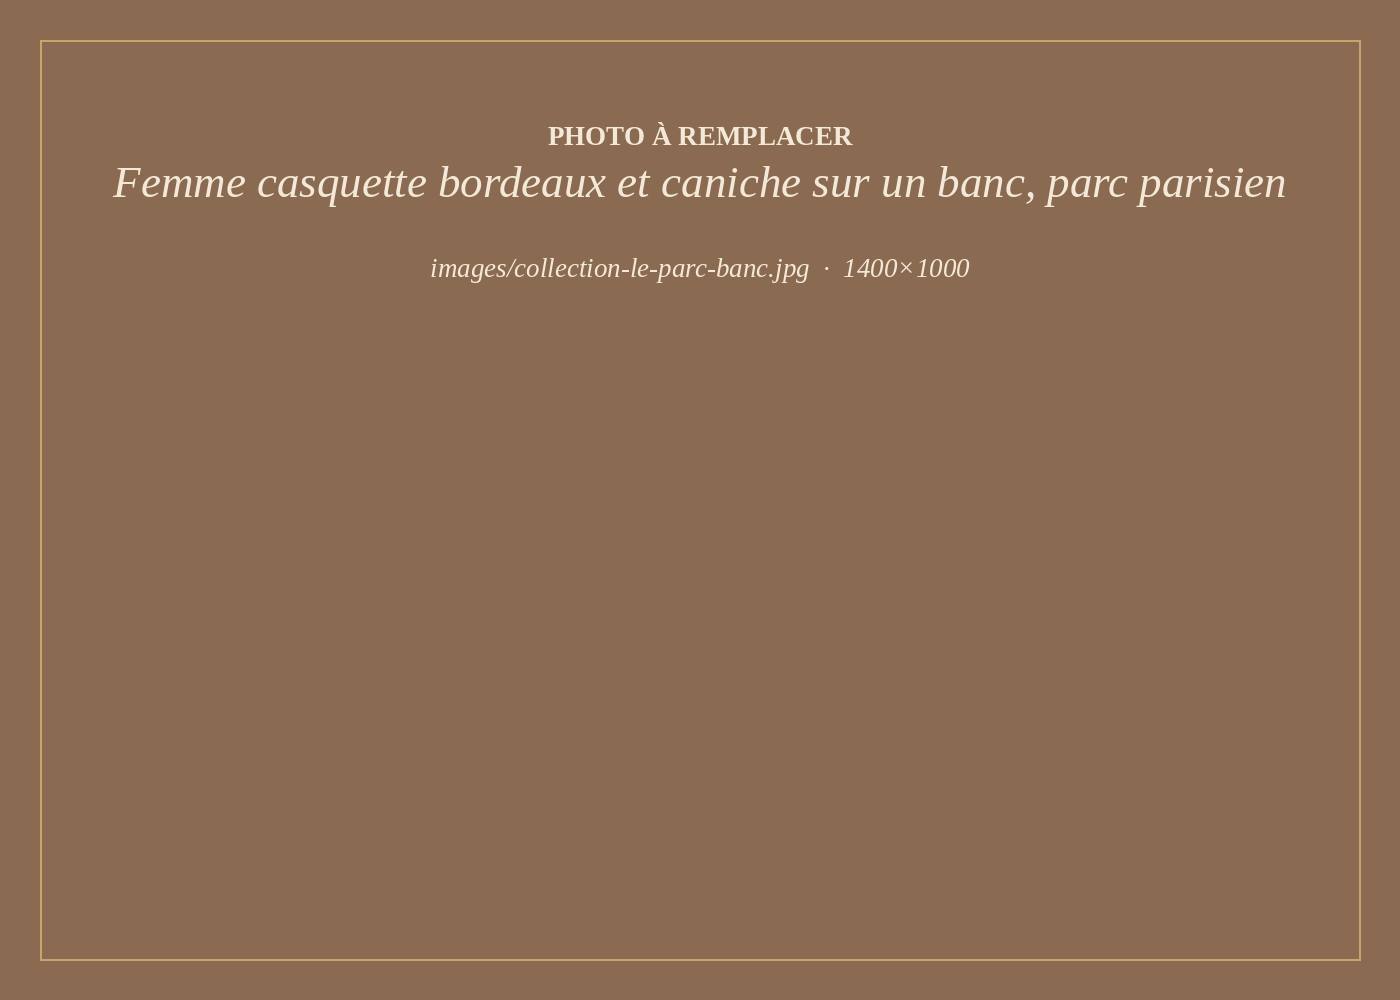 PHOTO À REMPLACER
Femme casquette bordeaux et caniche sur un banc, parc parisien
images/collection-le-parc-banc.jpg · 1400×1000